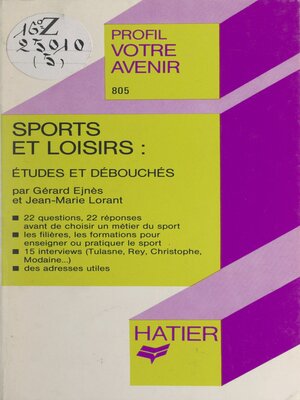 16° Z
25010
(5)
PROFIL
VOTRE
AVENIR
805
SPORTS
ET LOISIRS :
ÉTUDES ET DÉBOUCHÉS
par Gérard Ejnès
et Jean-Marie Lorant
22 questions, 22 réponses
avant de choisir un métier du sport
les filières, les formations pour
enseigner ou pratiquer le sport
15 interviews (Tulasne, Rey, Christophe,
Modaine...)
des adresses utiles
HATIER